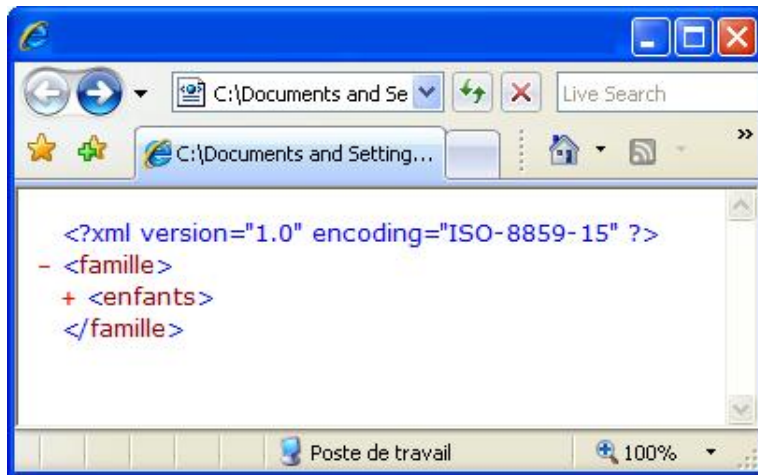 C:\Documents and Se
Live Search
C:\Documents and Setting...
»
<?xml version="1.0" encoding="ISO-8859-15" ?>
- <famille>
+ <enfants>
</famille>
Poste de travail
100%